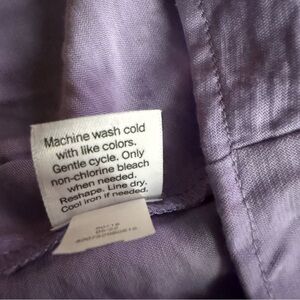 Machine wash cold
with like colors.
Gentle cycle. Only
non-chlorine bleach
when needed.
Reshape. Line dry.
Cool iron if needed.